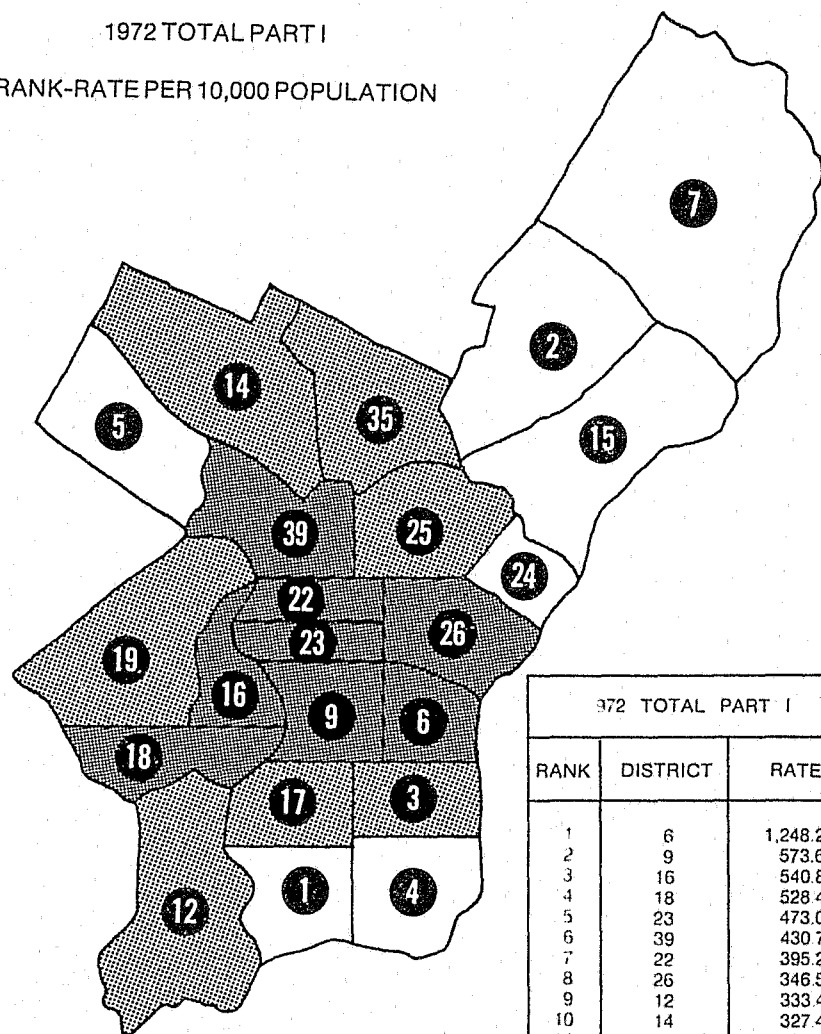 1972 TOTAL PART I
RANK-RATE PER 10,000 POPULATION
7
2
14
5
35
15
39
25
24
22
23
26
19
16
9
6
18
17
3
1
4
12
972 TOTAL PART I
RANK DISTRICT RATE
1 6 1,248.2
2 9 573.6
3 16 540.8
4 18 528.4
5 23 473.0
6 39 430.7
7 22 395.2
8 26 346.5
9 12 333.4
10 14 327.4